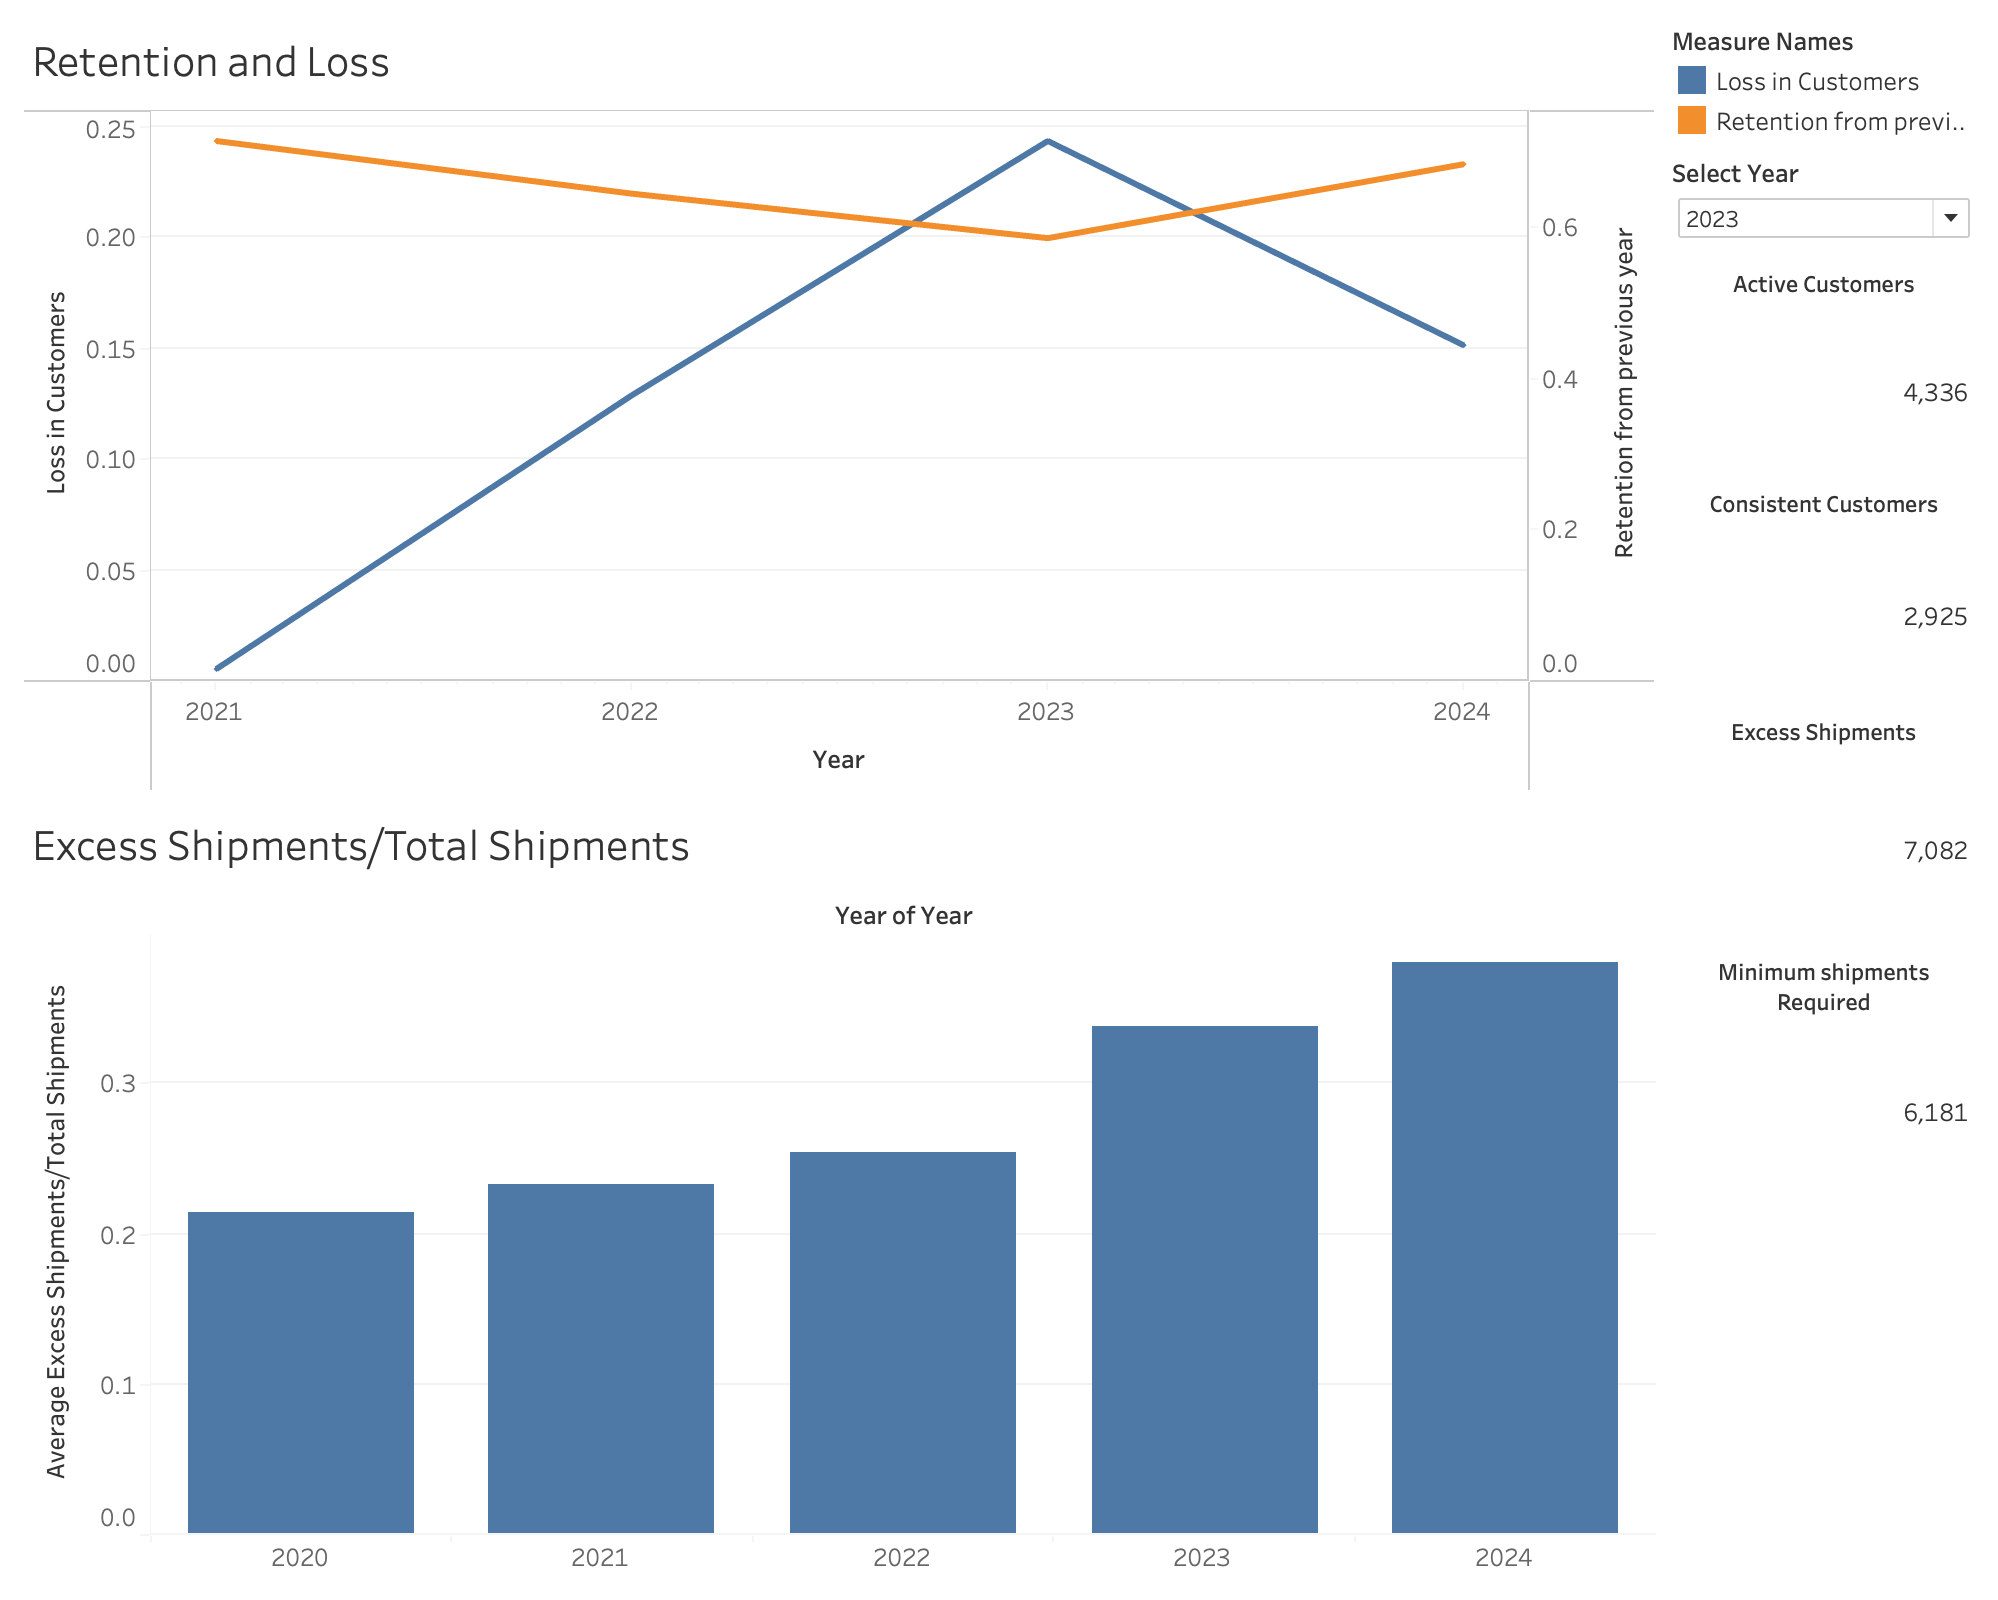 Retention and Loss
0.25
0.20
0.15
0.10
0.05
0.00
Loss in Customers
0.6
0.4
0.2
0.0
Retention from previous year
2021 2022 2023 2024
Year
Measure Names
Loss in Customers
Retention from previ..
Select Year
2023
Active Customers
4,336
Consistent Customers
2,925
Excess Shipments
7,082
Minimum shipments
Required
6,181
Excess Shipments/Total Shipments
Year of Year
Average Excess Shipments/Total Shipments
0.3
0.2
0.1
0.0
2020 2021 2022 2023 2024